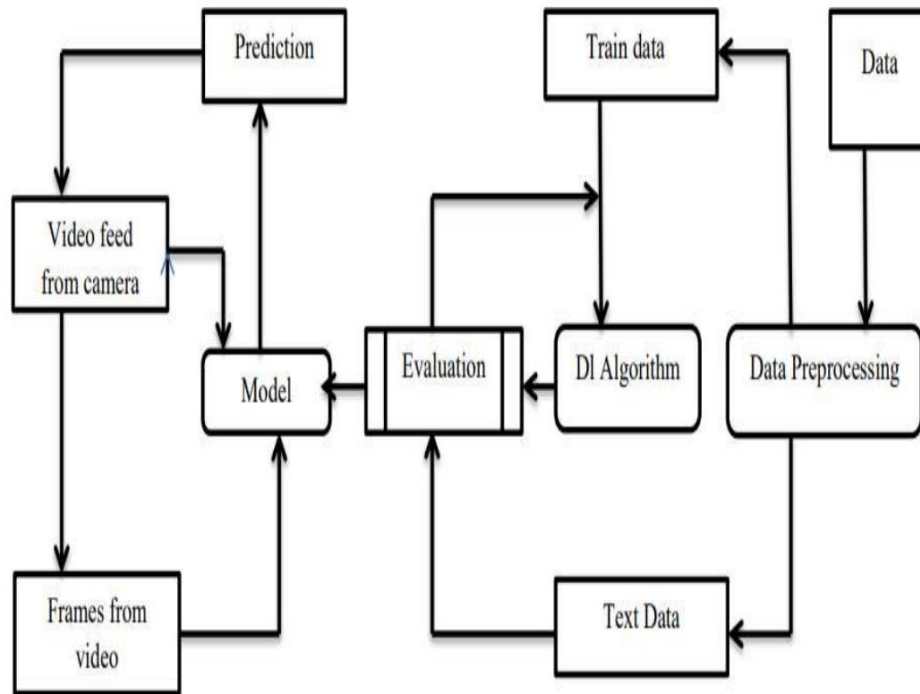 Prediction
Train data
Data
Video feed
from camera
Model
Evaluation
Dl Algorithm
Data Preprocessing
Frames from
video
Text Data